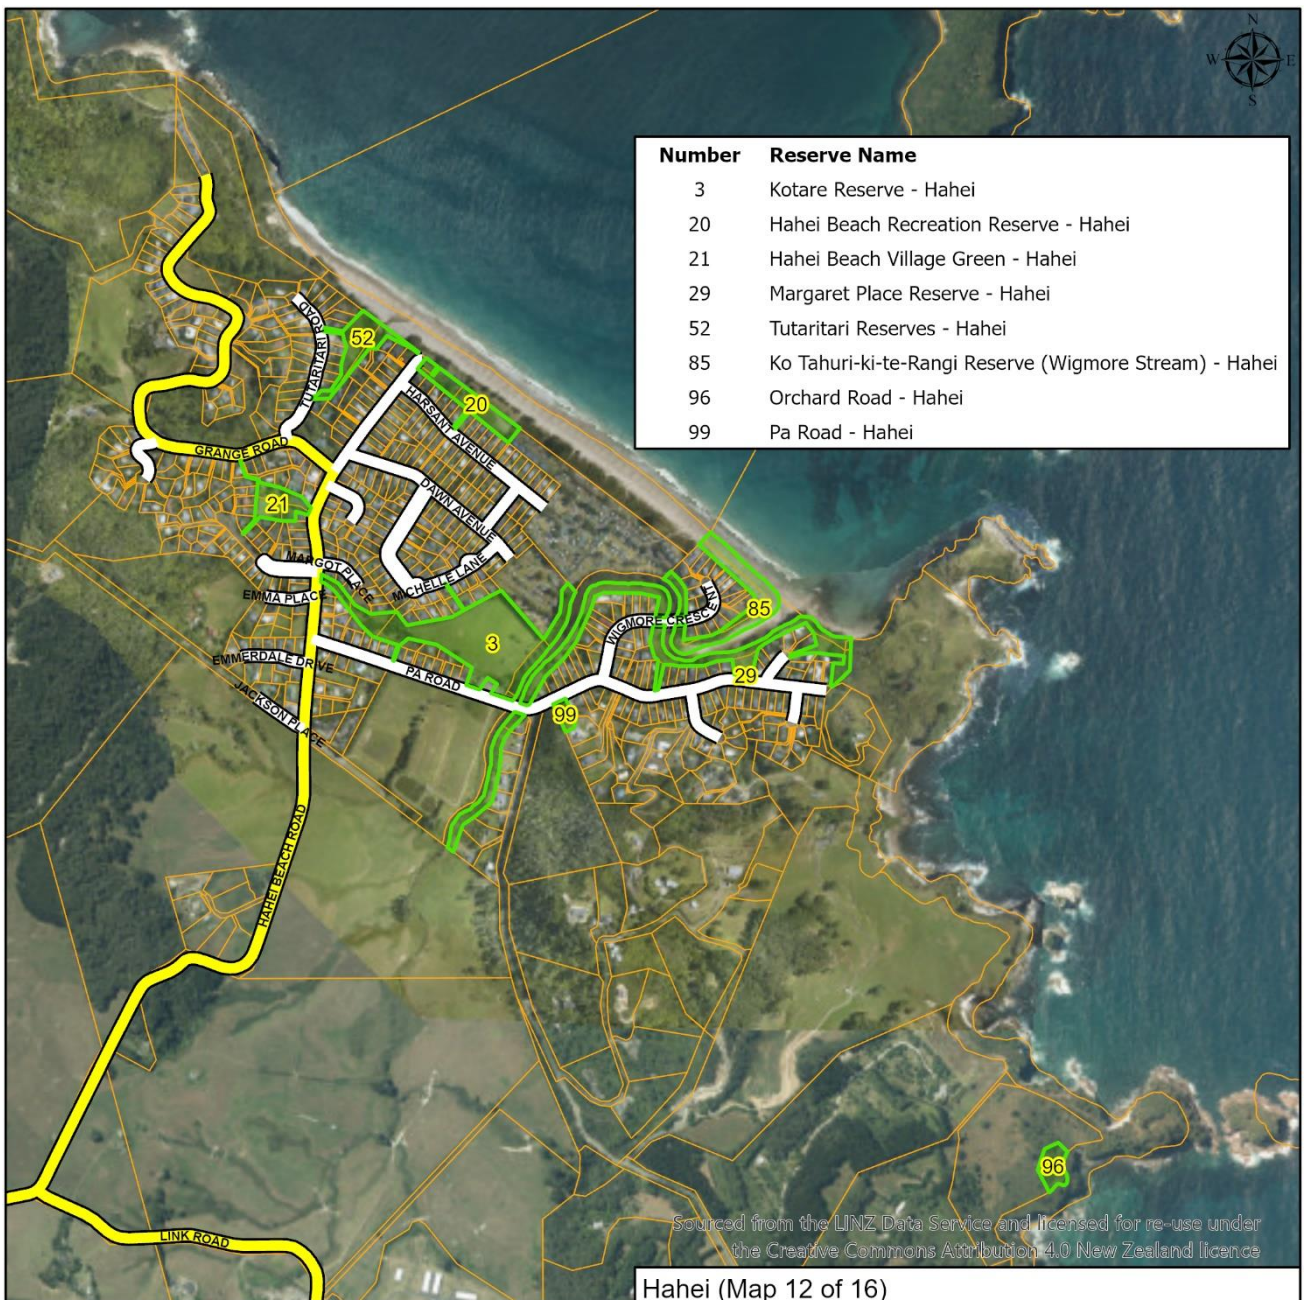 N
W E
S
Number Reserve Name
3 Kotare Reserve - Hahei
20 Hahei Beach Recreation Reserve - Hahei
21 Hahei Beach Village Green - Hahei
29 Margaret Place Reserve - Hahei
52 Tutaritari Reserves - Hahei
85 Ko Tahuri-ki-te-Rangi Reserve (Wigmore Stream) - Hahei
96 Orchard Road - Hahei
99 Pa Road - Hahei
TUTARITARI ROAD
52
20
HARSANT AVENUE
GRANGE ROAD
21
DAWN AVENUE
MARGOT PLACE
MICHELLE LANE
EMMA PLACE
WIGMORE CRESCENT
85
3
EMMERDALE DRIVE
PA ROAD
29
JACKSON PLACE
99
HAHEI BEACH ROAD
96
LINK ROAD
Sourced from the LINZ Data Service and licensed for re-use under
the Creative Commons Attribution 4.0 New Zealand licence
Hahei (Map 12 of 16)